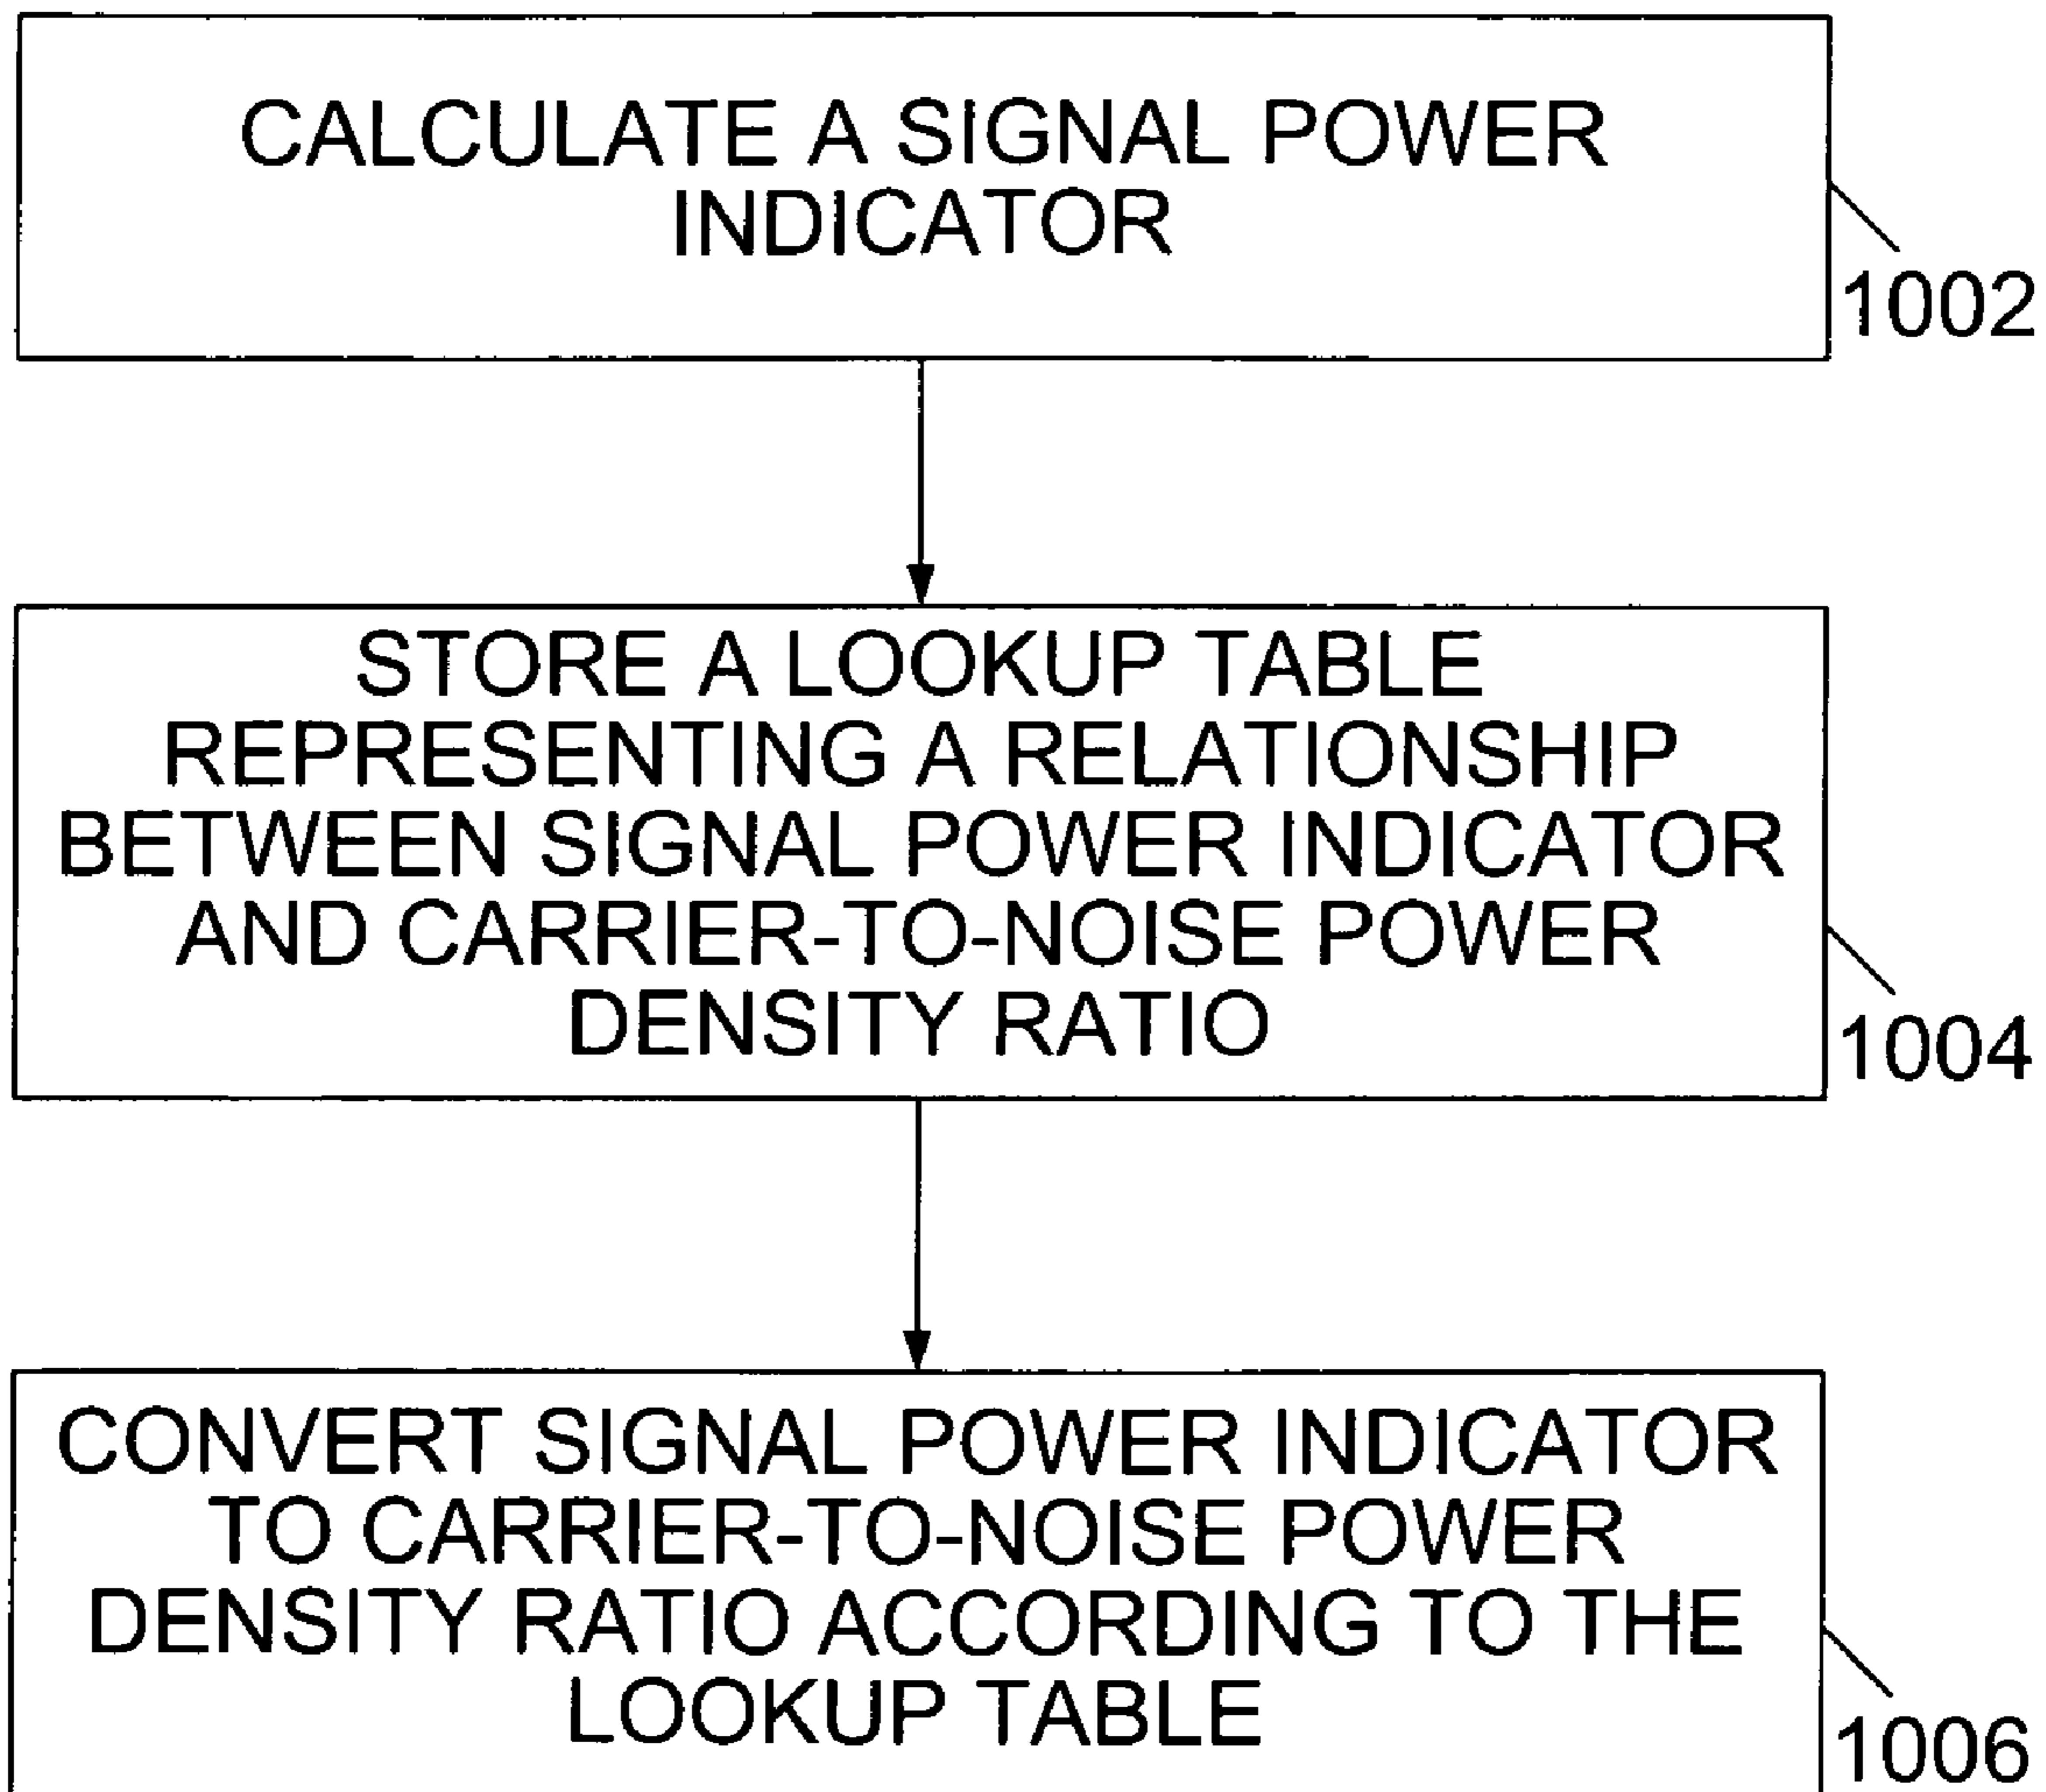 CALCULATE A SIGNAL POWER
INDICATOR
1002
STORE A LOOKUP TABLE
REPRESENTING A RELATIONSHIP
BETWEEN SIGNAL POWER INDICATOR
AND CARRIER-TO-NOISE POWER
DENSITY RATIO
1004
CONVERT SIGNAL POWER INDICATOR
TO CARRIER-TO-NOISE POWER
DENSITY RATIO ACCORDING TO THE
LOOKUP TABLE
1006